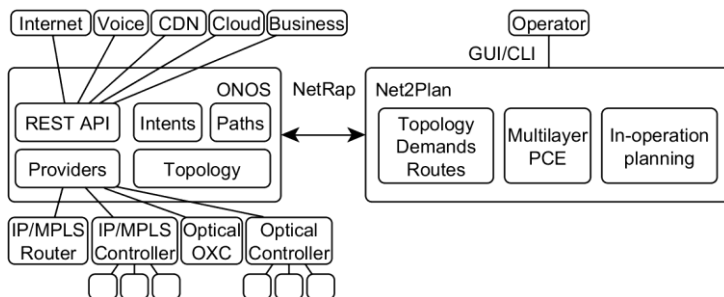 Internet
Voice
CDN
Cloud
Business
Operator
GUI/CLI
ONOS
NetRap
Net2Plan
REST API
Intents
Paths
Providers
Topology
Topology
Demands
Routes
Multilayer
PCE
In-operation
planning
IP/MPLS
Router
IP/MPLS
Controller
Optical
OXC
Optical
Controller